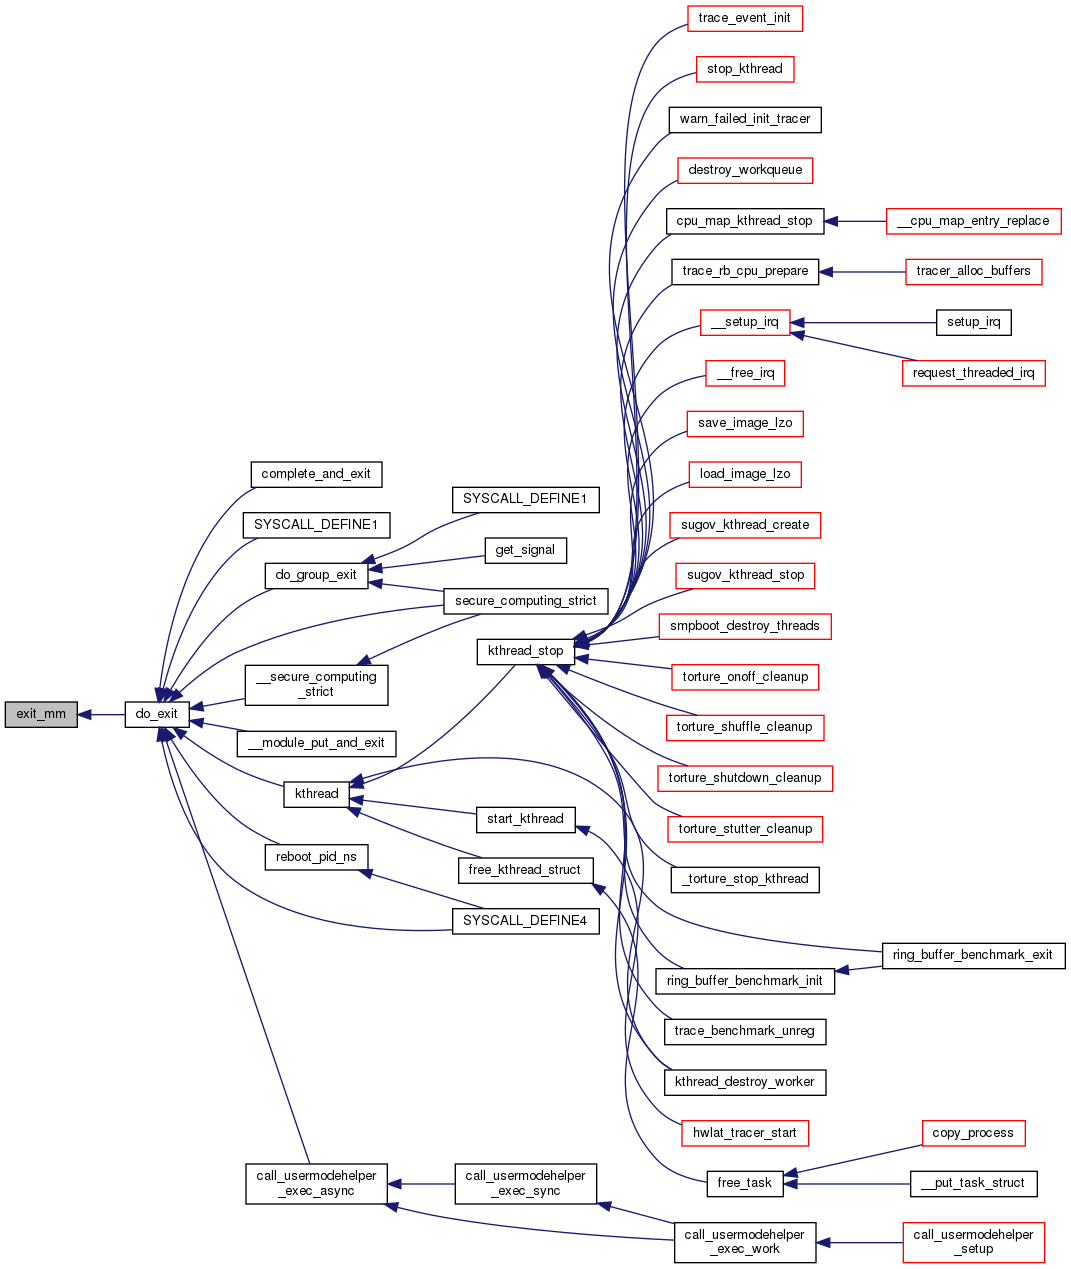 trace_event_init
stop_kthread
warn_failed_init_tracer
destroy_workqueue
cpu_map_kthread_stop
__cpu_map_entry_replace
trace_rb_cpu_prepare
tracer_alloc_buffers
__setup_irq
setup_irq
request_threaded_irq
__free_irq
save_image_lzo
load_image_lzo
complete_and_exit
SYSCALL_DEFINE1
SYSCALL_DEFINE1
sugov_kthread_create
get_signal
do_group_exit
sugov_kthread_stop
secure_computing_strict
smpboot_destroy_threads
kthread_stop
__secure_computing
_strict
torture_onoff_cleanup
exit_mm
do_exit
torture_shuffle_cleanup
__module_put_and_exit
torture_shutdown_cleanup
kthread
start_kthread
torture_stutter_cleanup
reboot_pid_ns
free_kthread_struct
_torture_stop_kthread
SYSCALL_DEFINE4
ring_buffer_benchmark_exit
ring_buffer_benchmark_init
trace_benchmark_unreg
kthread_destroy_worker
hwlat_tracer_start
copy_process
call_usermodehelper
_exec_async
call_usermodehelper
_exec_sync
free_task
__put_task_struct
call_usermodehelper
_exec_work
call_usermodehelper
_setup